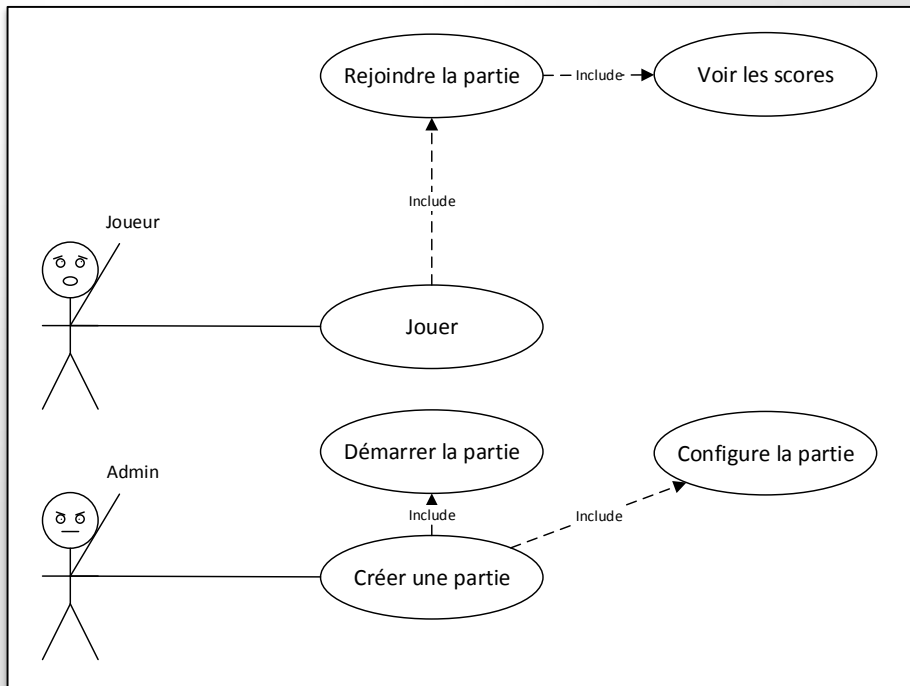 Rejoindre la partie
Include
Voir les scores
Include
Joueur
Jouer
Démarrer la partie
Configure la partie
Admin
Include
Include
Créer une partie